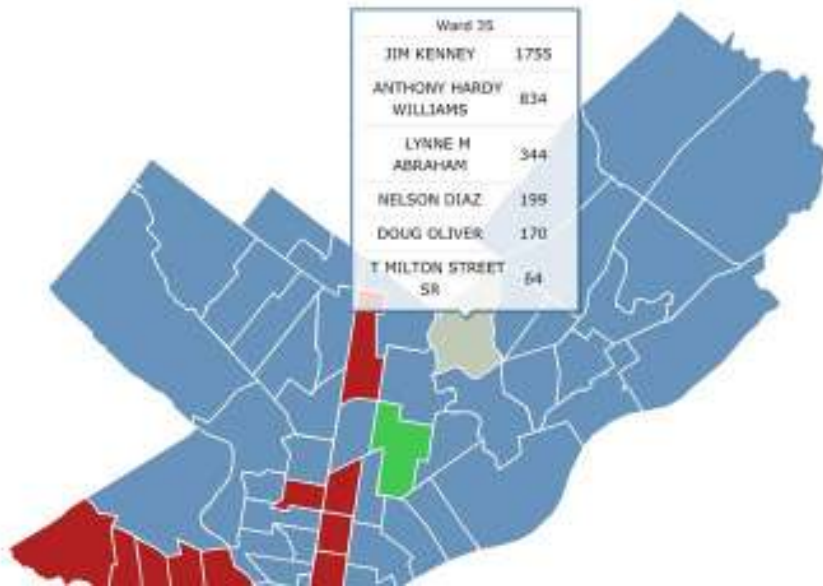 Ward 35
JIM KENNEY 1755
ANTHONY HARDY
WILLIAMS 834
LYNNE M
ABRAHAM 344
NELSON DIAZ 199
DOUG OLIVER 170
T MILTON STREET
SR 64